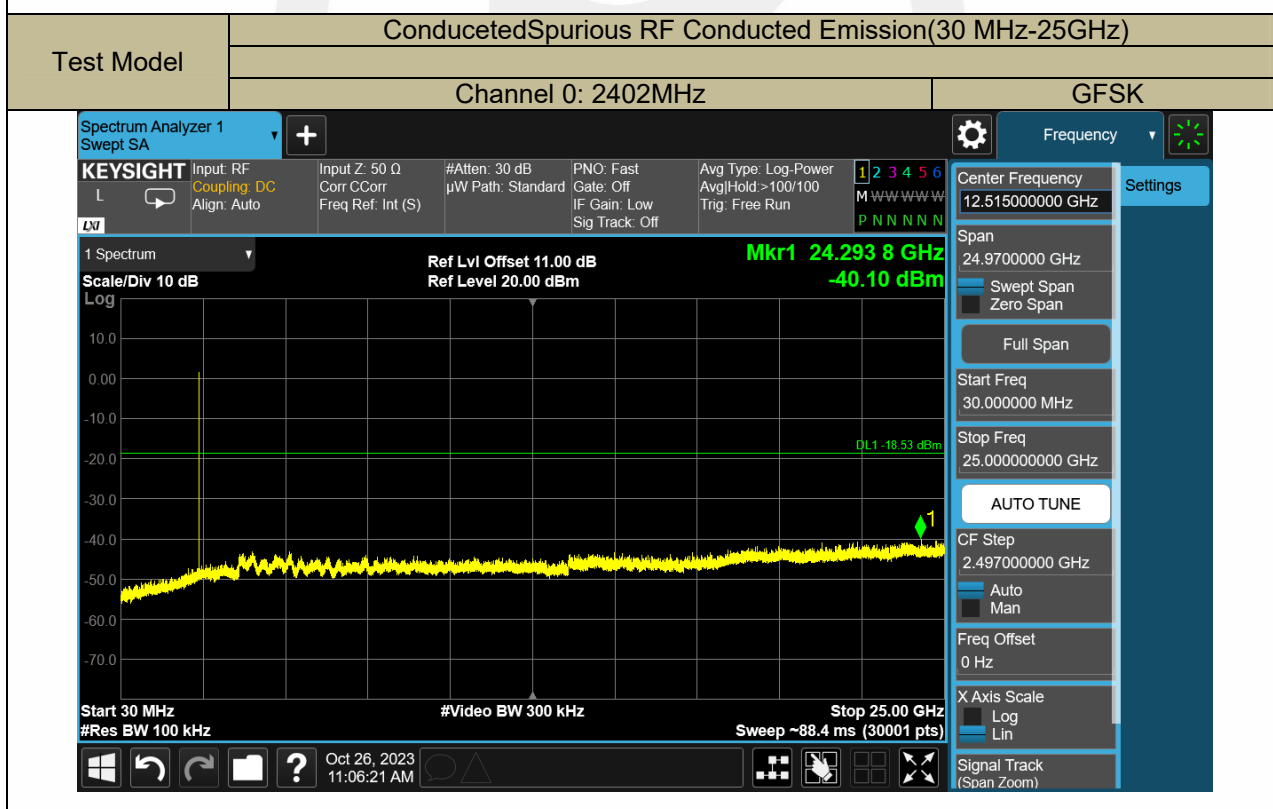 ConducetedSpurious RF Conducted Emission(30 MHz-25GHz)
Test Model
Channel 0: 2402MHz GFSK
Spectrum Analyzer 1
Swept SA
+
Frequency
Settings
KEYSIGHT
L
LXI
Input: RF
Coupling: DC
Align: Auto
Input Z: 50 Ω
Corr CCorr
Freq Ref: Int (S)
#Atten: 30 dB
µW Path: Standard
PNO: Fast
Gate: Off
IF Gain: Low
Sig Track: Off
Avg Type: Log-Power
Avg|Hold:>100/100
Trig: Free Run
1 2 3 4 5 6
M W W W W W
P N N N N N
1 Spectrum
Scale/Div 10 dB
Log
Ref Lvl Offset 11.00 dB
Ref Level 20.00 dBm
Mkr1 24.293 8 GHz
-40.10 dBm
10.0
0.00
-10.0
DL1 -18.53 dBm
-20.0
-30.0
1
-40.0
-50.0
-60.0
-70.0
Start 30 MHz #Video BW 300 kHz Stop 25.00 GHz
#Res BW 100 kHz Sweep ~88.4 ms (30001 pts)
Center Frequency
12.515000000 GHz
Span
24.9700000 GHz
Swept Span
Zero Span
Full Span
Start Freq
30.000000 MHz
Stop Freq
25.000000000 GHz
AUTO TUNE
CF Step
2.497000000 GHz
Auto
Man
Freq Offset
0 Hz
X Axis Scale
Log
Lin
Signal Track
(Span Zoom)
?
Oct 26, 2023
11:06:21 AM